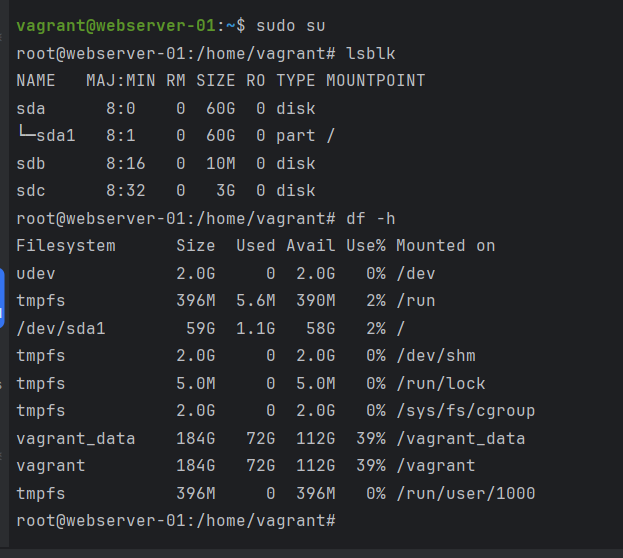 vagrant@webserver-01:~$ sudo su
root@webserver-01:/home/vagrant# lsblk
NAME   MAJ:MIN RM SIZE RO TYPE MOUNTPOINT
sda      8:0    0  60G  0 disk
└─sda1   8:1    0  60G  0 part /
sdb      8:16   0  10M  0 disk
sdc      8:32   0   3G  0 disk
root@webserver-01:/home/vagrant# df -h
Filesystem      Size  Used Avail Use% Mounted on
udev            2.0G     0  2.0G   0% /dev
tmpfs           396M  5.6M  390M   2% /run
/dev/sda1        59G  1.1G   58G   2% /
tmpfs           2.0G     0  2.0G   0% /dev/shm
tmpfs           5.0M     0  5.0M   0% /run/lock
tmpfs           2.0G     0  2.0G   0% /sys/fs/cgroup
vagrant_data    184G   72G  112G  39% /vagrant_data
vagrant         184G   72G  112G  39% /vagrant
tmpfs           396M     0  396M   0% /run/user/1000
root@webserver-01:/home/vagrant#